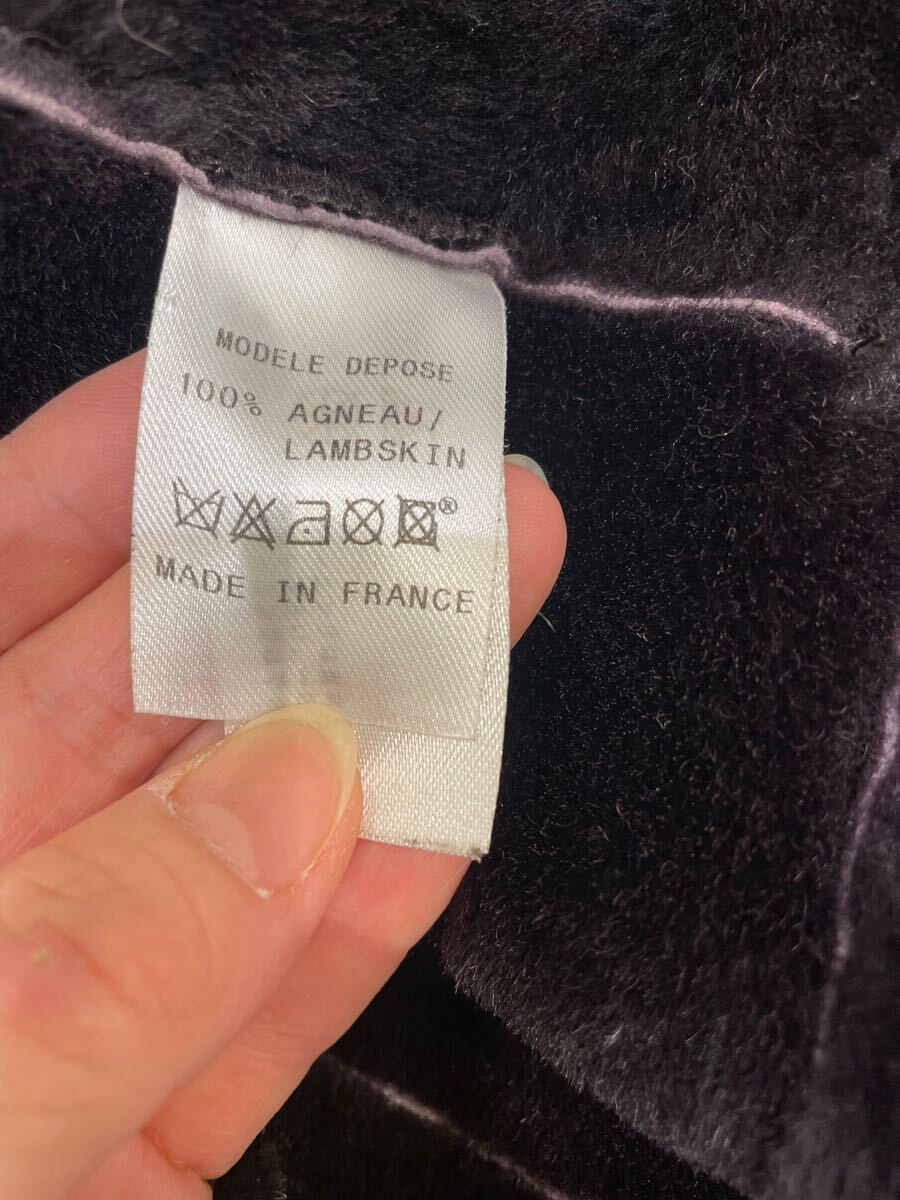 MODELE DEPOSE
100% AGNEAU/
LAMBSKIN
®
MADE IN FRANCE